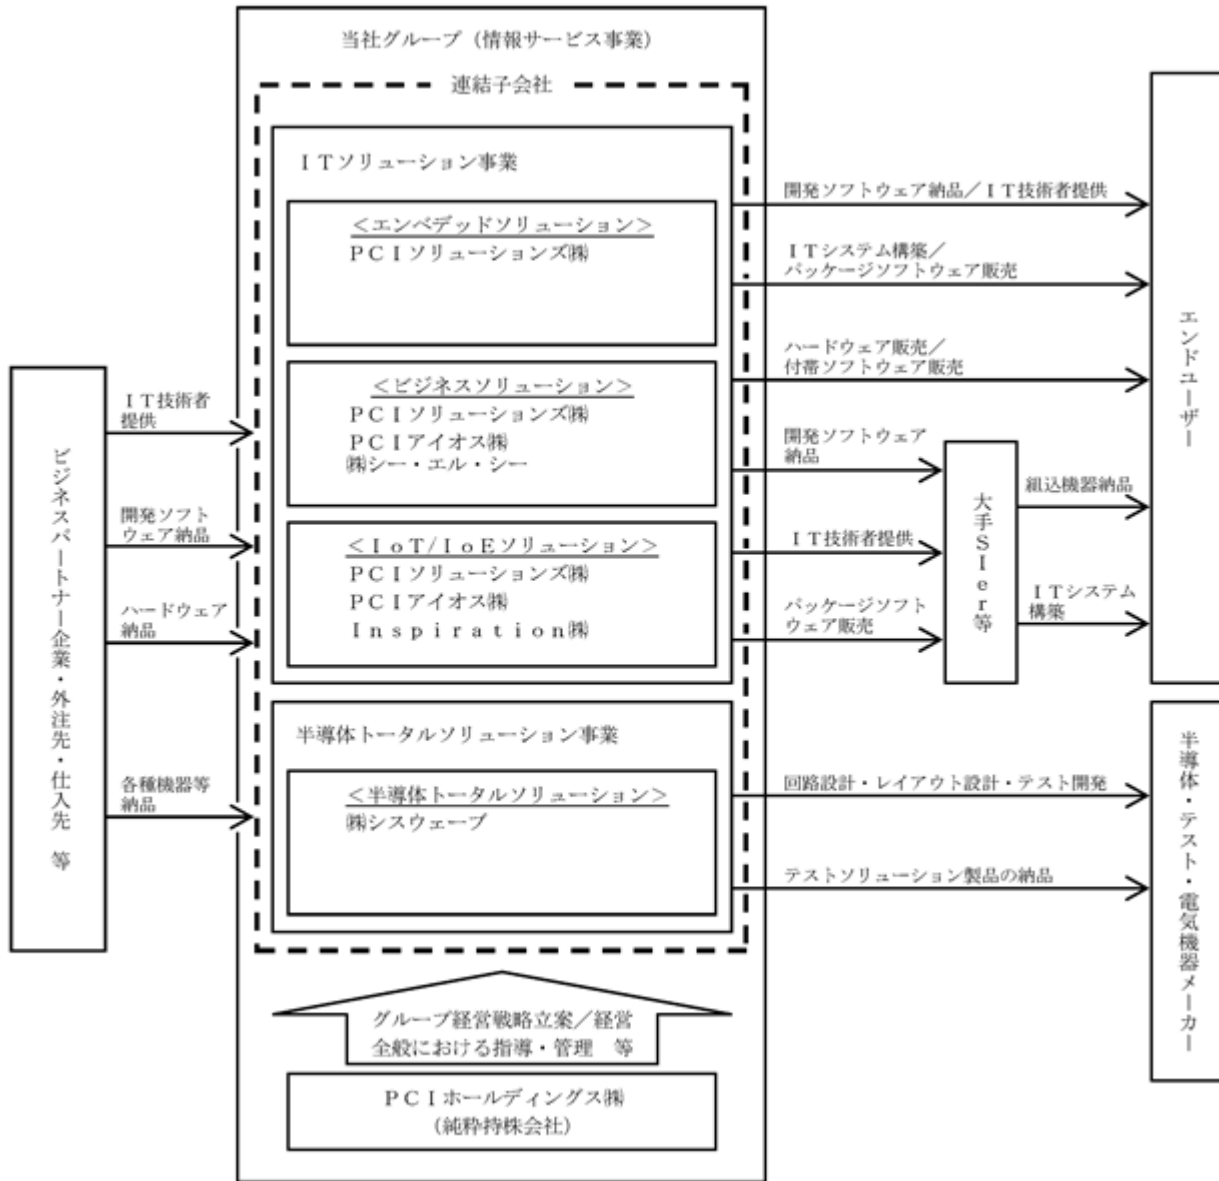 当社グループ（情報サービス事業）
連結子会社
ＩＴソリューション事業
＜エンベデッドソリューション＞
ＰＣＩソリューションズ㈱
＜ビジネスソリューション＞
ＰＣＩソリューションズ㈱
ＰＣＩアイオス㈱
㈱シー・エル・シー
＜ＩｏＴ/ＩｏＥソリューション＞
ＰＣＩソリューションズ㈱
ＰＣＩアイオス㈱
Ｉｎｓｐｉｒａｔｉｏｎ㈱
半導体トータルソリューション事業
＜半導体トータルソリューション＞
㈱シスウェーブ
グループ経営戦略立案／経営
全般における指導・管理　等
ＰＣＩホールディングス㈱
（純粋持株会社）
ビジネスパートナー企業・外注先・仕入先　等
ＩＴ技術者
提供
開発ソフト
ウェア納品
ハードウェア
納品
各種機器等
納品
開発ソフトウェア納品／ＩＴ技術者提供
ＩＴシステム構築／
パッケージソフトウェア販売
ハードウェア販売／
付帯ソフトウェア販売
開発ソフトウェア
納品
ＩＴ技術者提供
パッケージソフト
ウェア販売
大手ＳＩｅｒ等
組込機器納品
ＩＴシステム
構築
エンドユーザー
回路設計・レイアウト設計・テスト開発
テストソリューション製品の納品
半導体・テスト・電気機器メーカー